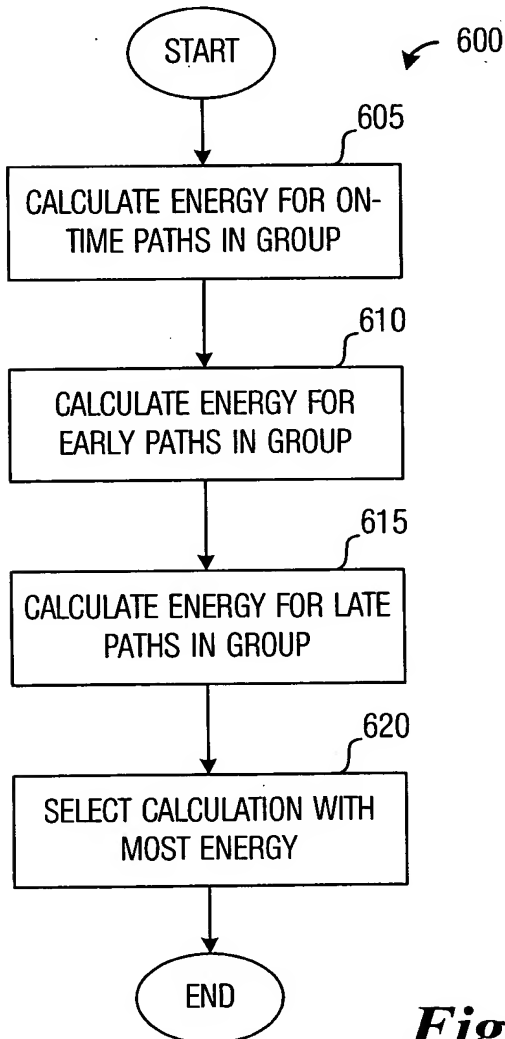 START
600
605
CALCULATE ENERGY FOR ON-
TIME PATHS IN GROUP
610
CALCULATE ENERGY FOR
EARLY PATHS IN GROUP
615
CALCULATE ENERGY FOR LATE
PATHS IN GROUP
620
SELECT CALCULATION WITH
MOST ENERGY
END
Fig